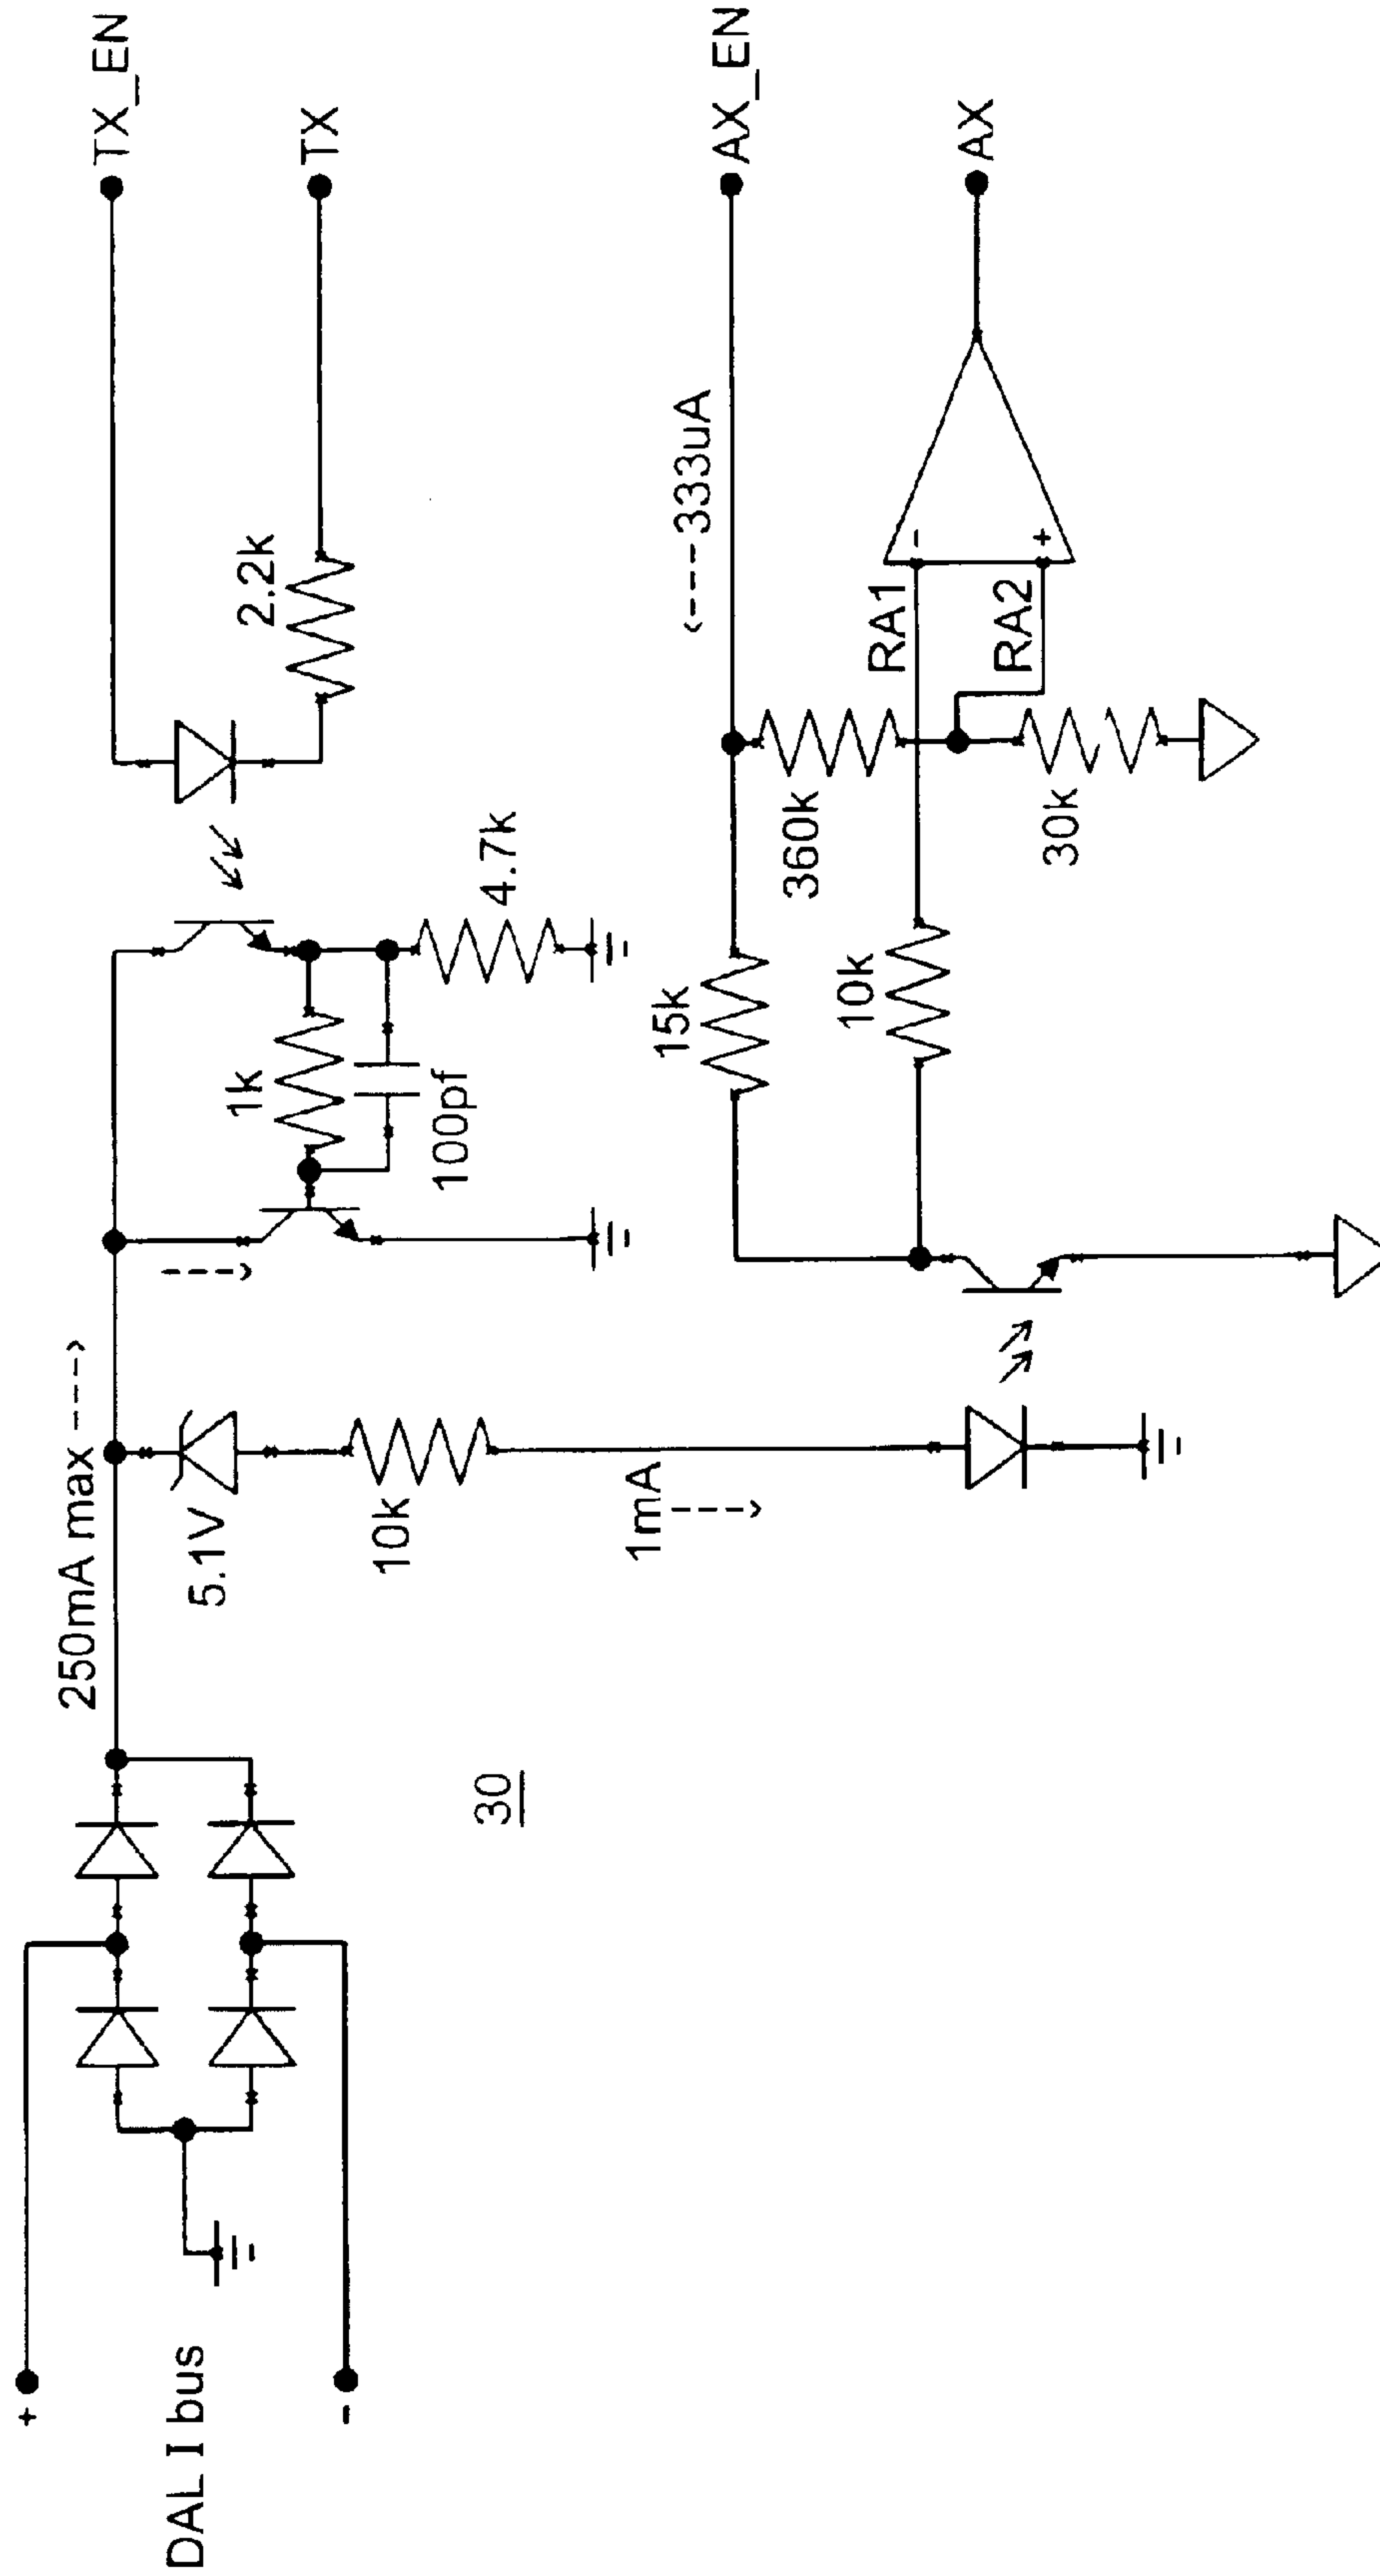 +
DALI bus
-
30
250mA max --->
5.1V
10k
1mA
--->
--->
1k
100pf
4.7k
2.2k
TX_EN
TX
<---333uA
AX_EN
15k
10k
360k
30k
RA1
RA2
-
+
AX